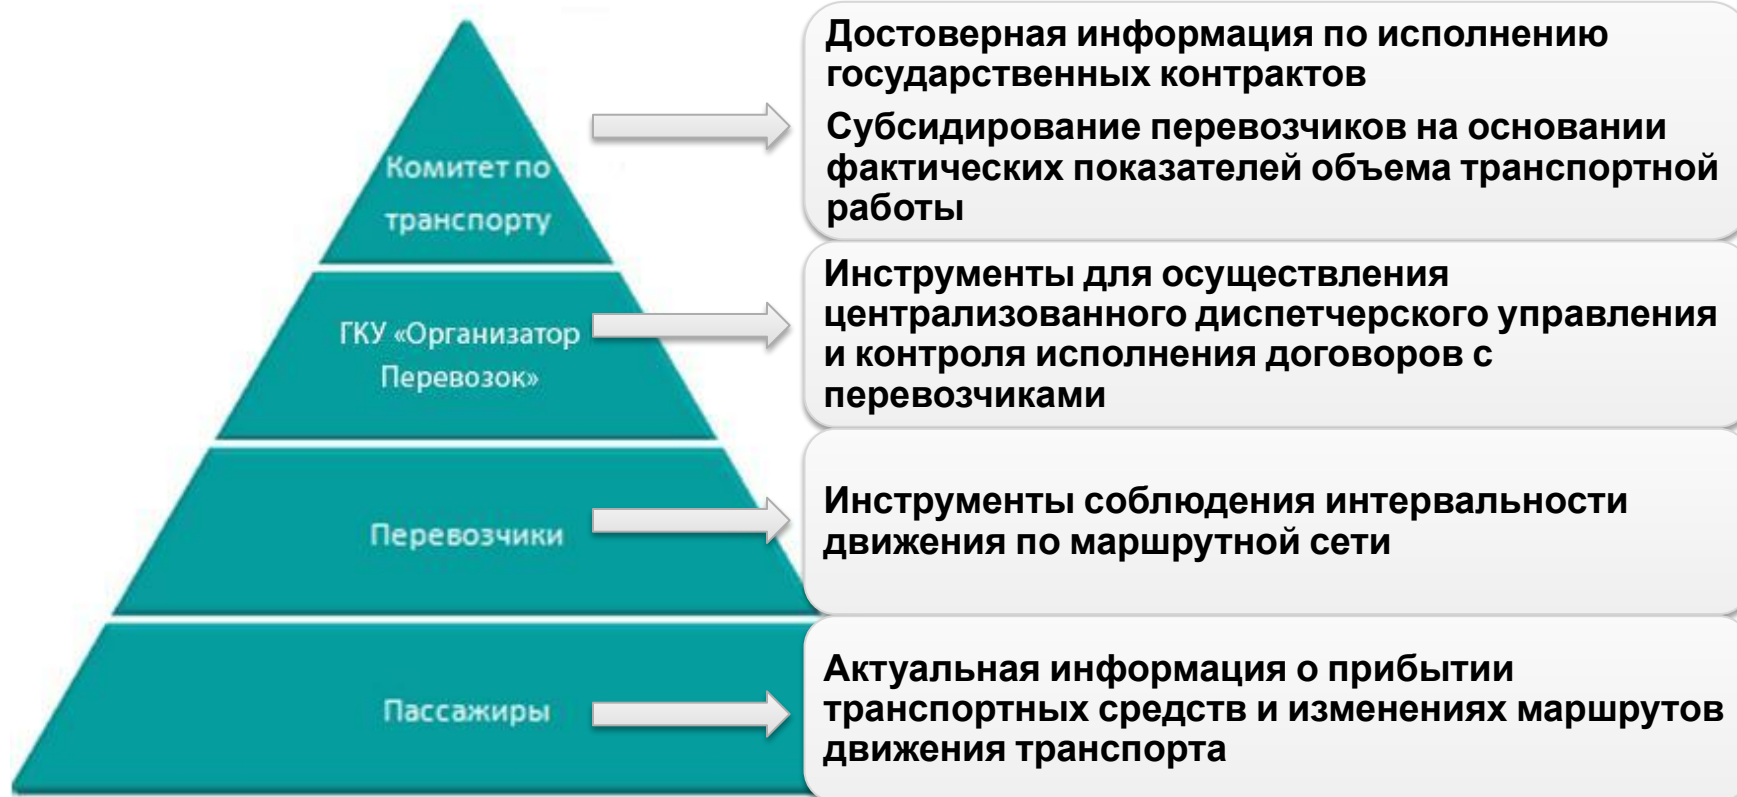 Комитет по
транспорту
Достоверная информация по исполнению
государственных контрактов
Субсидирование перевозчиков на основании
фактических показателей объема транспортной
работы
ГКУ «Организатор
Перевозок»
Инструменты для осуществления
централизованного диспетчерского управления
и контроля исполнения договоров с
перевозчиками
Перевозчики
Инструменты соблюдения интервальности
движения по маршрутной сети
Пассажиры
Актуальная информация о прибытии
транспортных средств и изменениях маршрутов
движения транспорта